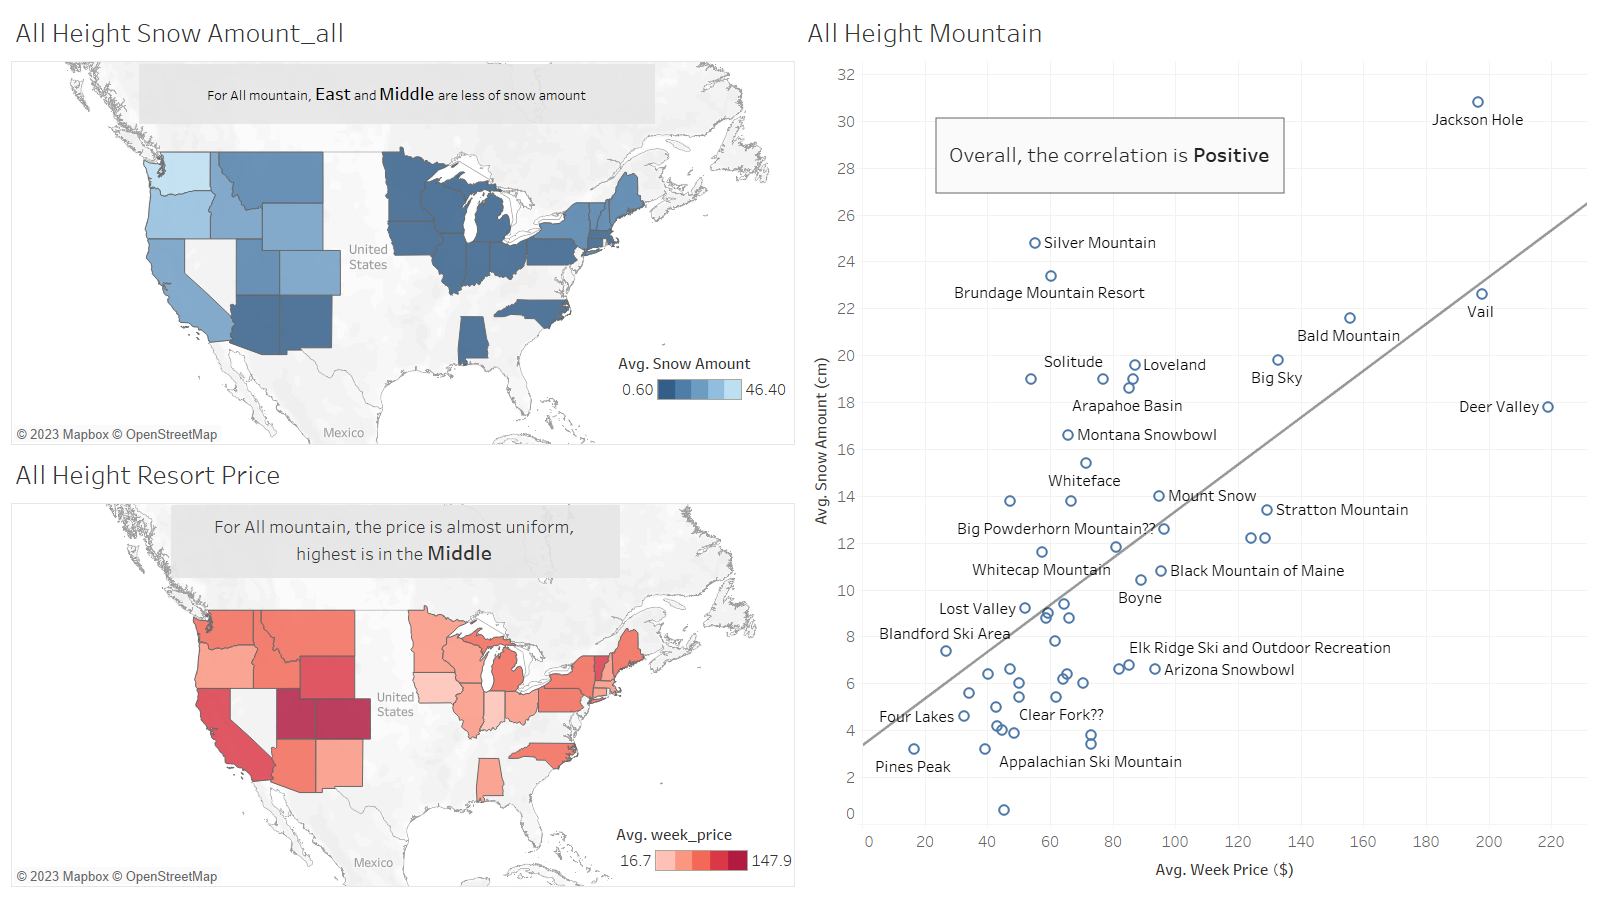 All Height Snow Amount_all
For All mountain, East and Middle are less of snow amount
United
States
Mexico
Avg. Snow Amount
0.60
46.40
© 2023 Mapbox © OpenStreetMap
All Height Resort Price
For All mountain, the price is almost uniform,
highest is in the Middle
United
States
Mexico
Avg. week_price
16.7
147.9
© 2023 Mapbox © OpenStreetMap
All Height Mountain
Overall, the correlation is Positive
Avg. Snow Amount (cm)
32
30
28
26
24
22
20
18
16
14
12
10
8
6
4
2
0
Jackson Hole
Silver Mountain
Brundage Mountain Resort
Vail
Bald Mountain
Solitude
Loveland
Big Sky
Arapahoe Basin
Deer Valley
Montana Snowbowl
Whiteface
Mount Snow
Stratton Mountain
Big Powderhorn Mountain??
Whitecap Mountain
Black Mountain of Maine
Boyne
Lost Valley
Blandford Ski Area
Elk Ridge Ski and Outdoor Recreation
Arizona Snowbowl
Four Lakes
Clear Fork??
Pines Peak
Appalachian Ski Mountain
0
20
40
60
80
100
120
140
160
180
200
220
Avg. Week Price ($)